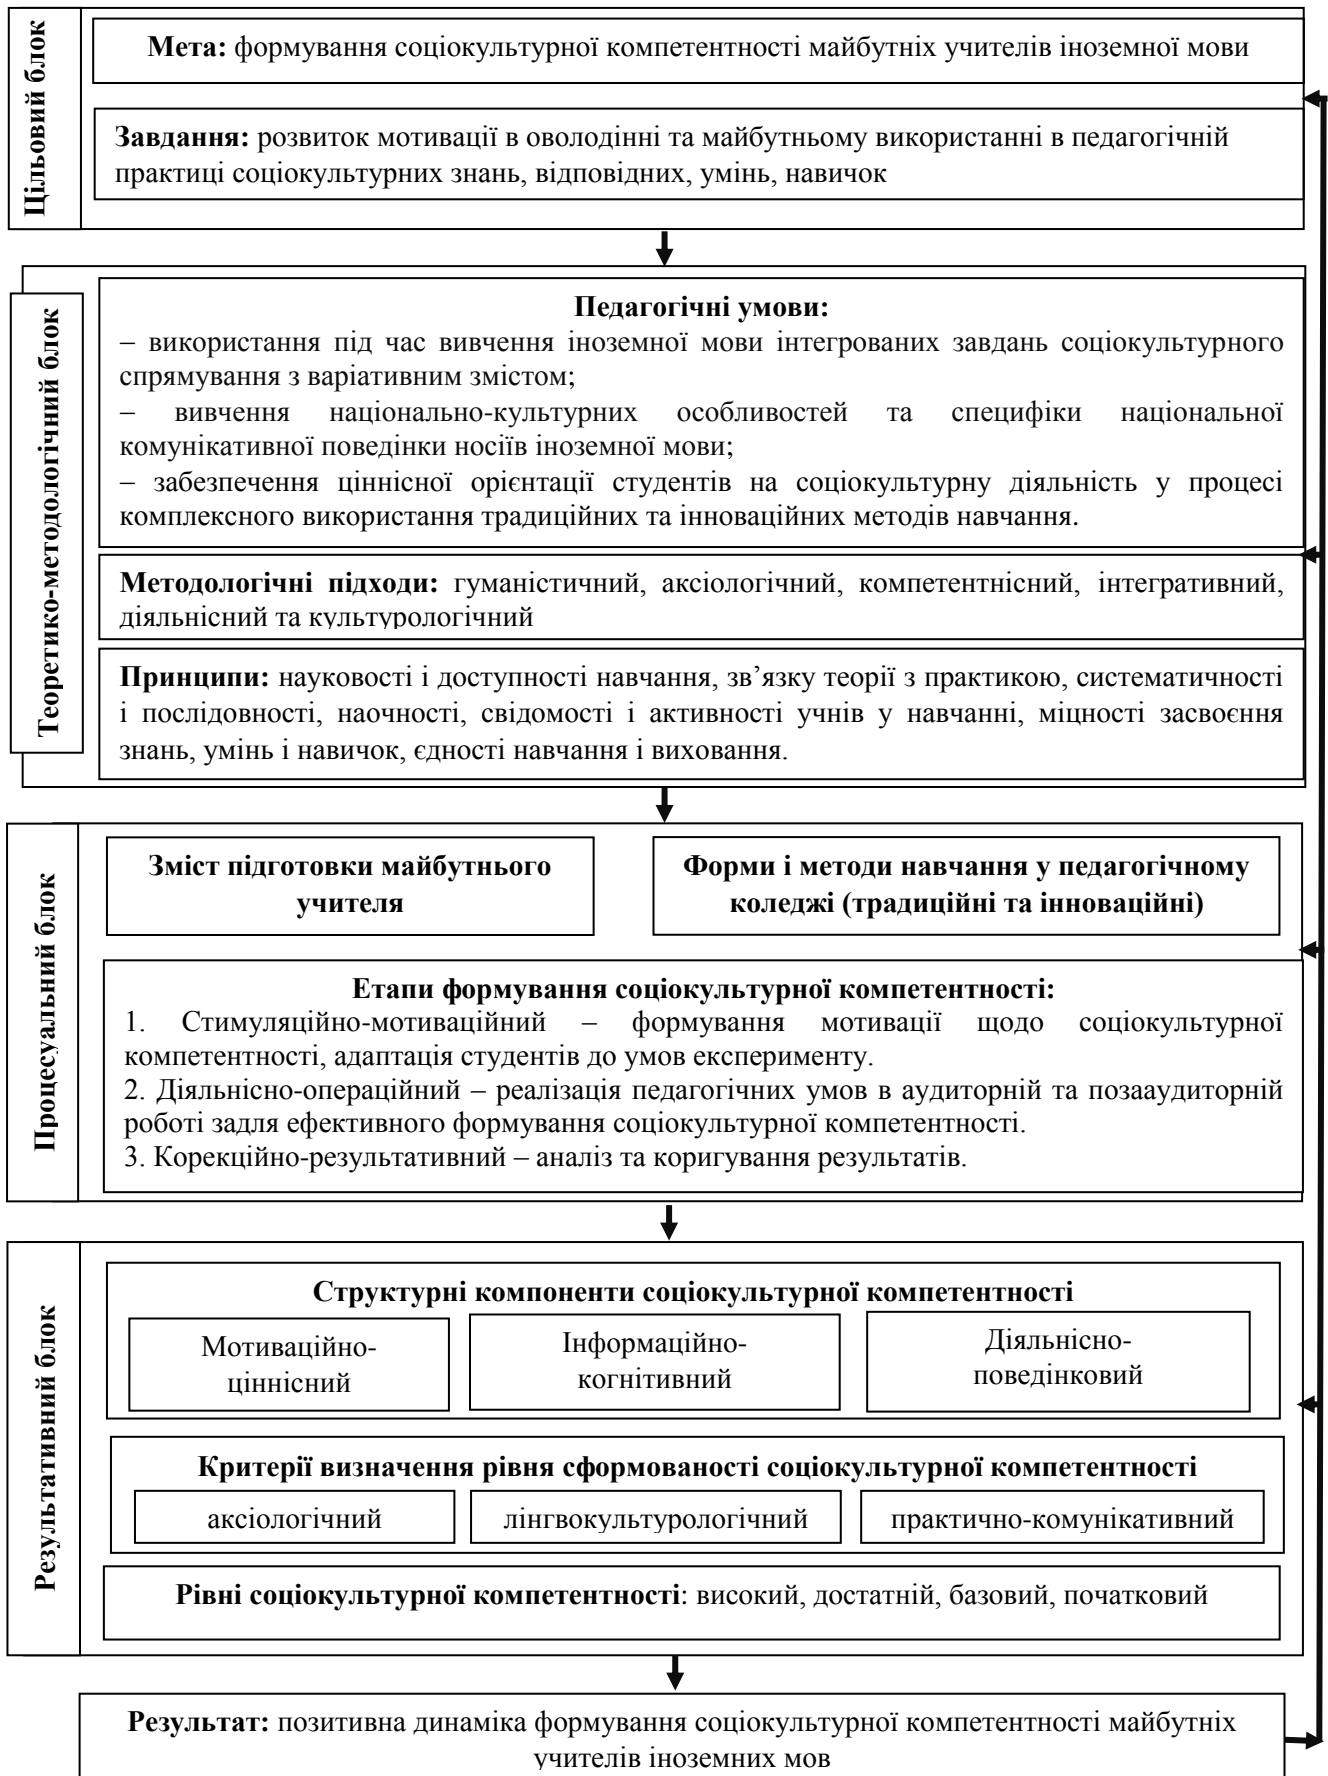 Цільовий блок
Мета: формування соціокультурної компетентності майбутніх учителів іноземної мови
Завдання: розвиток мотивації в оволодінні та майбутньому використанні в педагогічній
практиці соціокультурних знань, відповідних, умінь, навичок
Теоретико-методологічний блок
Педагогічні умови:
– використання під час вивчення іноземної мови інтегрованих завдань соціокультурного
спрямування з варіативним змістом;
– вивчення національно-культурних особливостей та специфіки національної
комунікативної поведінки носіїв іноземної мови;
– забезпечення ціннісної орієнтації студентів на соціокультурну діяльність у процесі
комплексного використання традиційних та інноваційних методів навчання.
Методологічні підходи: гуманістичний, аксіологічний, компетентнісний, інтегративний,
діяльнісний та культурологічний
Принципи: науковості і доступності навчання, зв’язку теорії з практикою, систематичності
і послідовності, наочності, свідомості і активності учнів у навчанні, міцності засвоєння
знань, умінь і навичок, єдності навчання і виховання.
Процесуальний блок
Зміст підготовки майбутнього
учителя
Форми і методи навчання у педагогічному
коледжі (традиційні та інноваційні)
Етапи формування соціокультурної компетентності:
1. Стимуляційно-мотиваційний – формування мотивації щодо соціокультурної
компетентності, адаптація студентів до умов експерименту.
2. Діяльнісно-операційний – реалізація педагогічних умов в аудиторній та позааудиторній
роботі задля ефективного формування соціокультурної компетентності.
3. Корекційно-результативний – аналіз та коригування результатів.
Результативний блок
Структурні компоненти соціокультурної компетентності
Мотиваційно-
ціннісний
Інформаційно-
когнітивний
Діяльнісно-
поведінковий
Критерії визначення рівня сформованості соціокультурної компетентності
аксіологічний
лінгвокультурологічний
практично-комунікативний
Рівні соціокультурної компетентності: високий, достатній, базовий, початковий
Результат: позитивна динаміка формування соціокультурної компетентності майбутніх
учителів іноземних мов